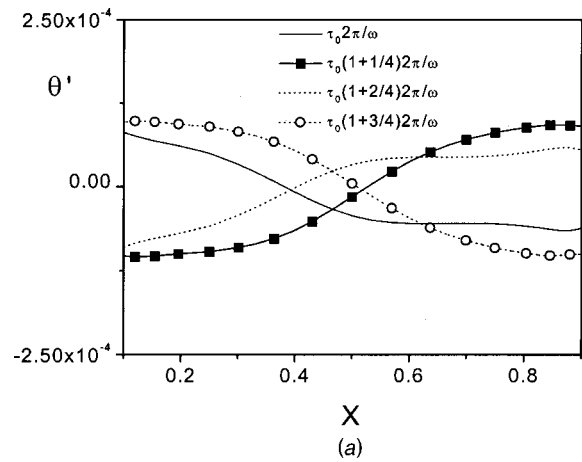 2.50x10⁻⁴
τ₀2π/ω
τ₀(1+1/4)2π/ω
τ₀(1+2/4)2π/ω
τ₀(1+3/4)2π/ω
θ'
0.00
-2.50x10⁻⁴
0.2 0.4 0.6 0.8
X
(a)